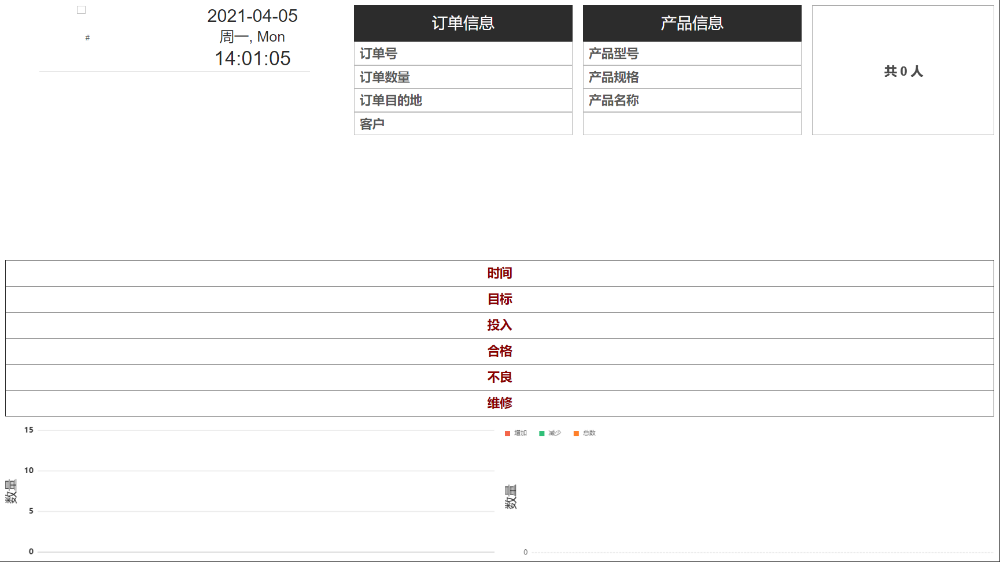 #
2021-04-05
周一, Mon
14:01:05
订单信息
订单号
订单数量
订单目的地
客户
产品信息
产品型号
产品规格
产品名称
共 0 人
时间
目标
投入
合格
不良
维修
数量
15
10
5
0
增加 减少 总数
数量
0